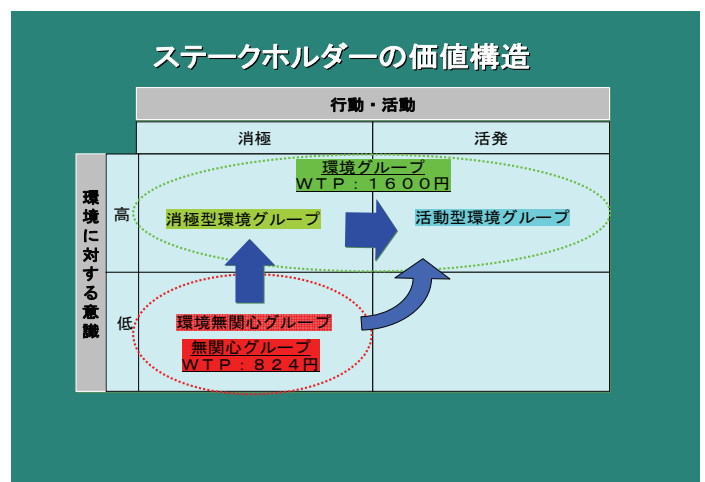 ステークホルダーの価値構造
行動・活動
消極
活発
環境に対する意識
高
環境グループ
ＷＴＰ：１６００円
消極型環境グループ
活動型環境グループ
低
環境無関心グループ
無関心グループ
ＷＴＰ：８２４円